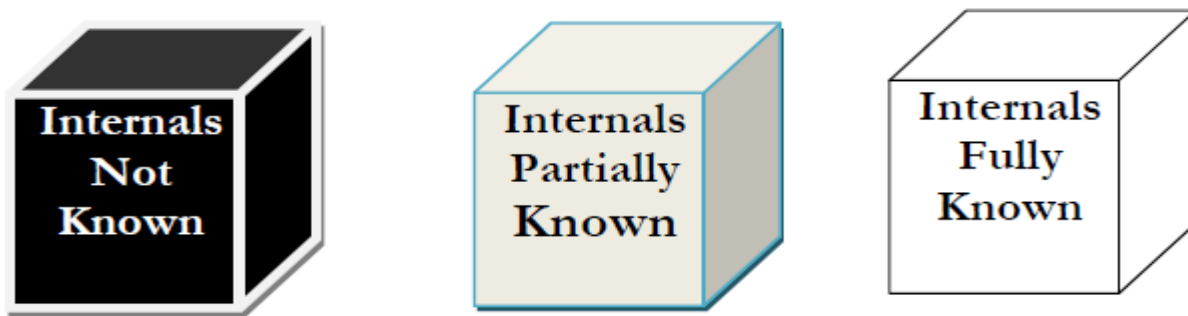 Internals
Not
Known
Internals
Partially
Known
Internals
Fully
Known